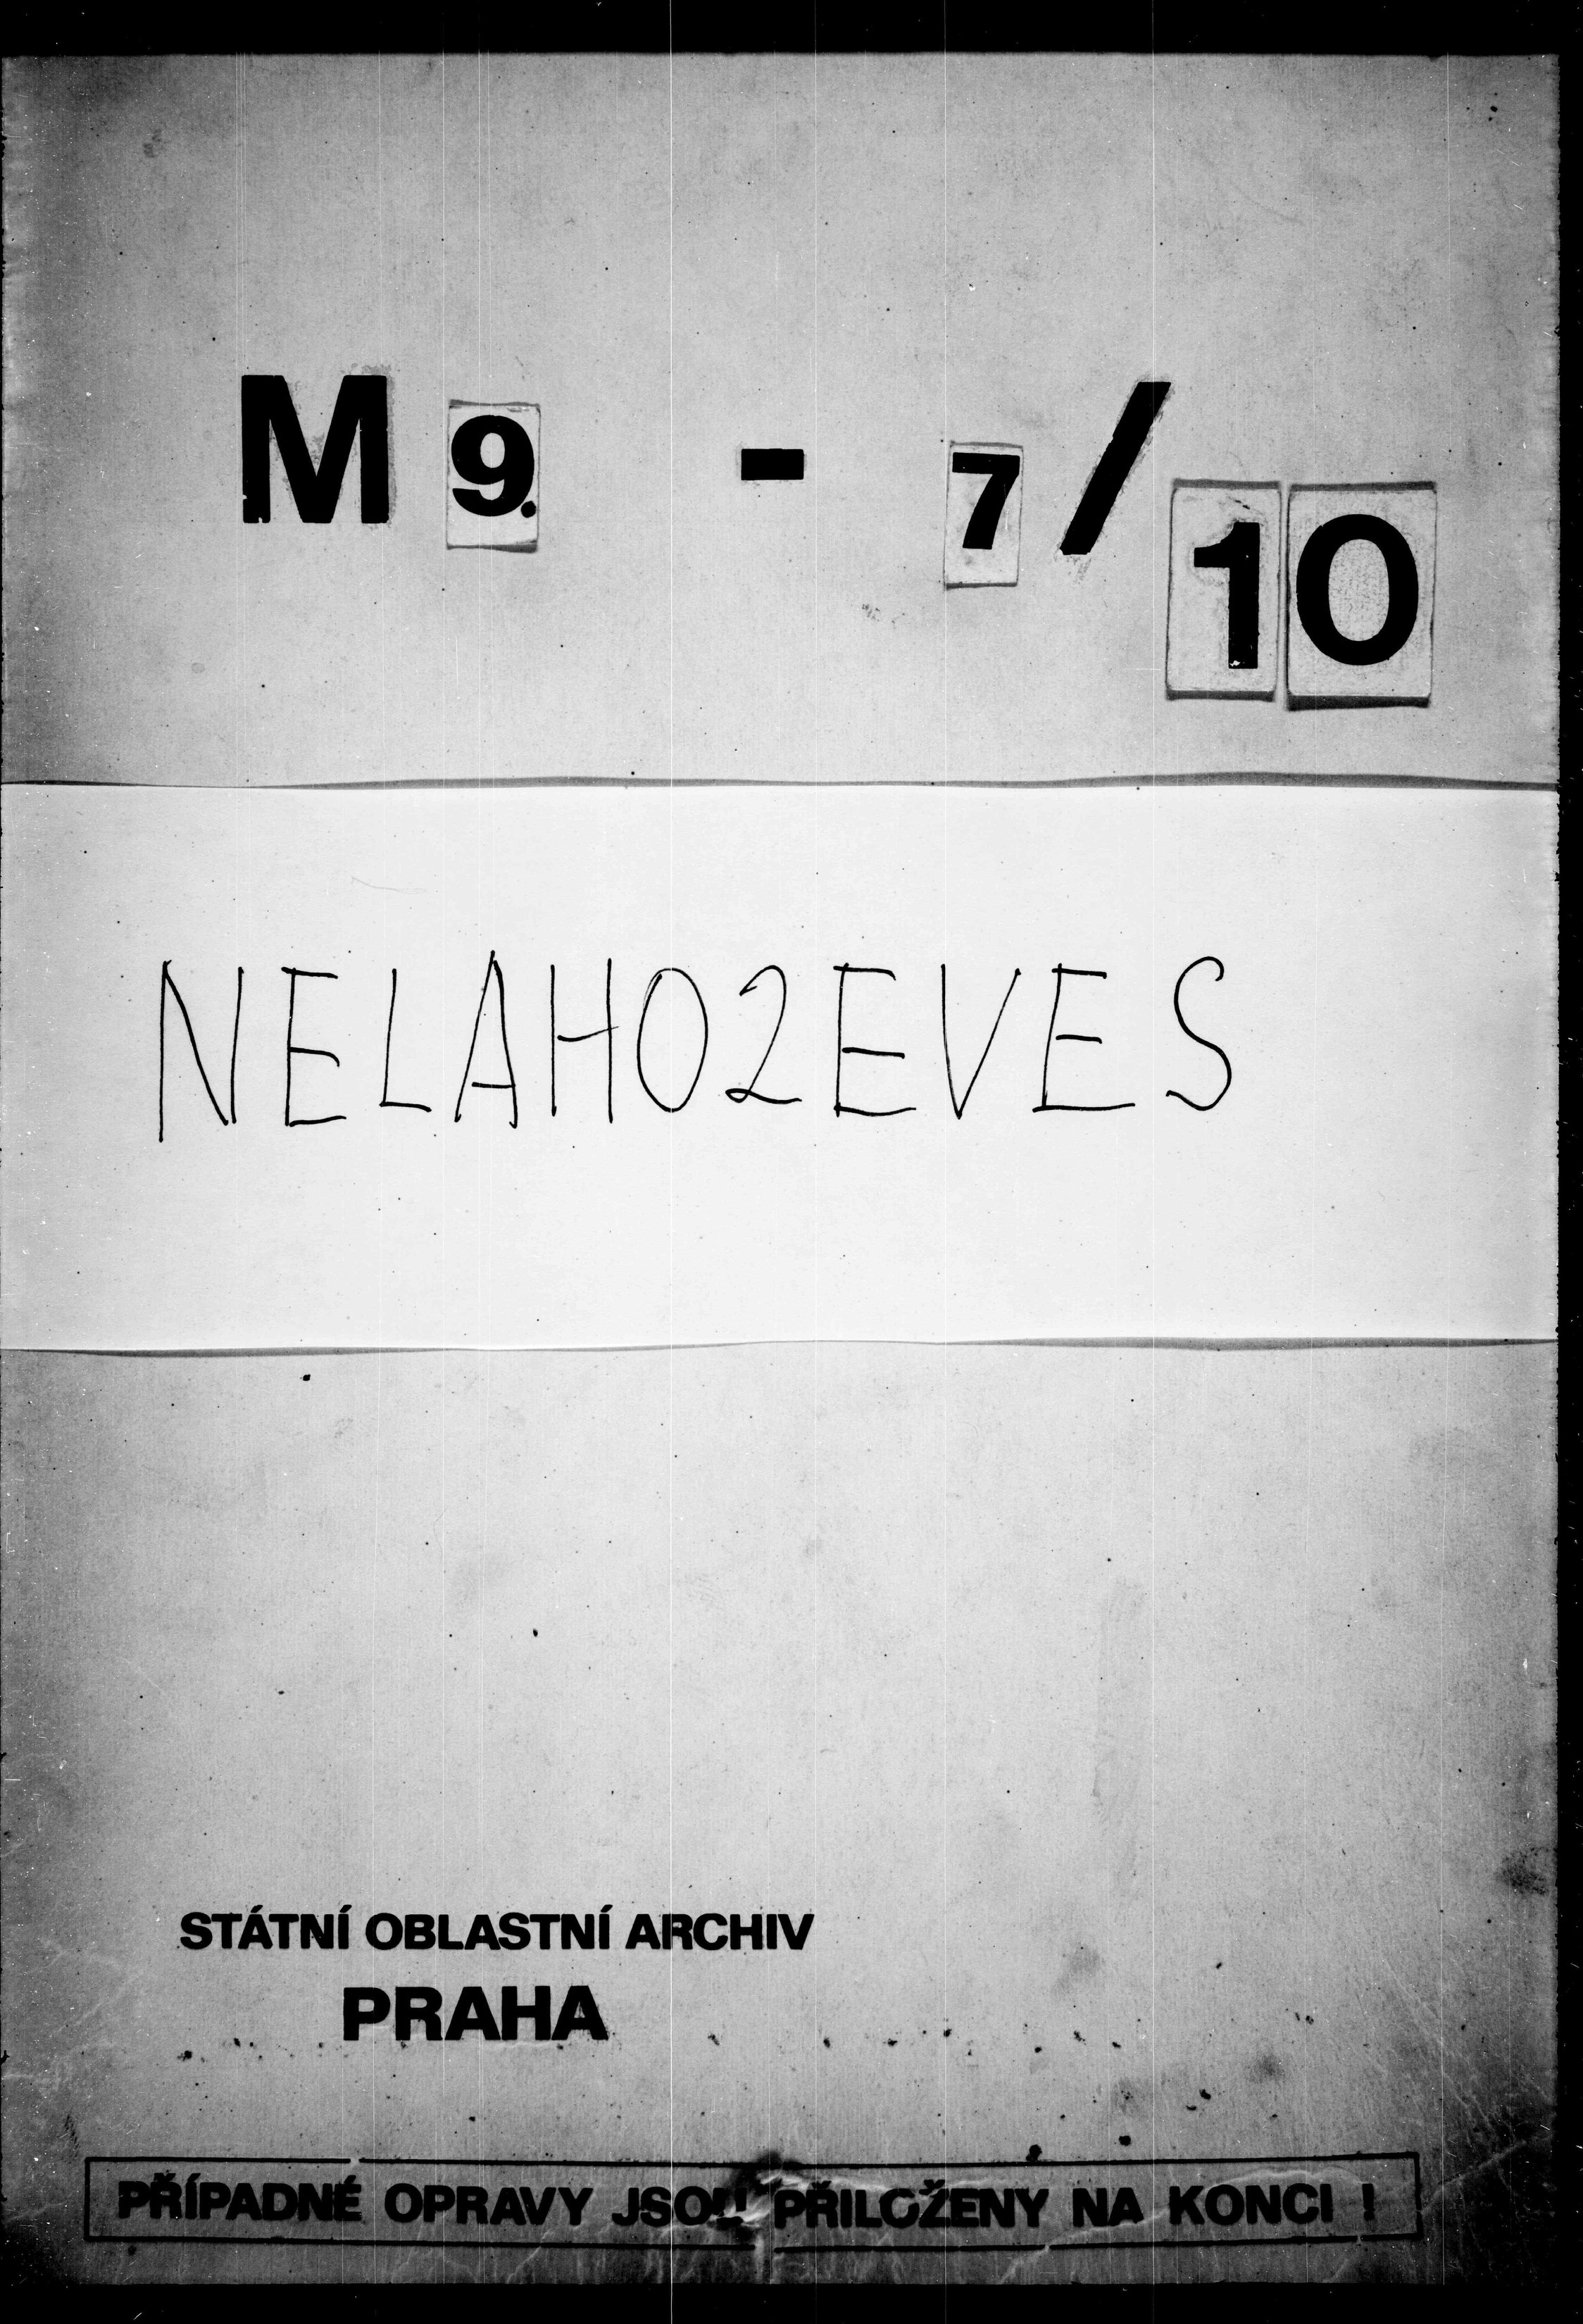 M 9. - 7/10
NELAHOZEVES
STÁTNÍ OBLASTNÍ ARCHIV
PRAHA
PŘÍPADNÉ OPRAVY JSOU PŘILOŽENY NA KONCI !